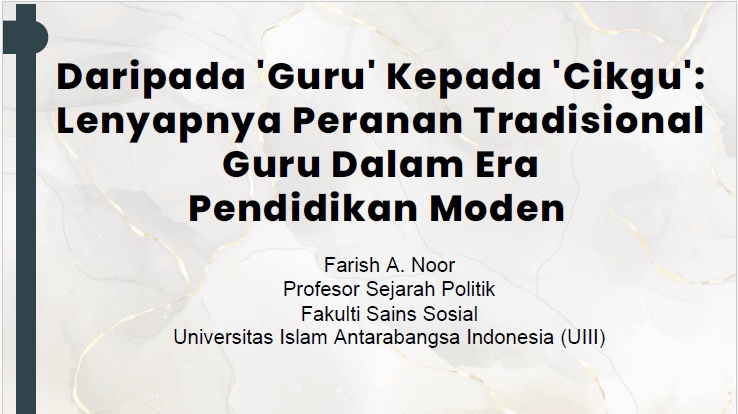 Daripada 'Guru' Kepada 'Cikgu':
Lenyapnya Peranan Tradisional
Guru Dalam Era
Pendidikan Moden
Farish A. Noor
Profesor Sejarah Politik
Fakulti Sains Sosial
Universitas Islam Antarabangsa Indonesia (UIII)